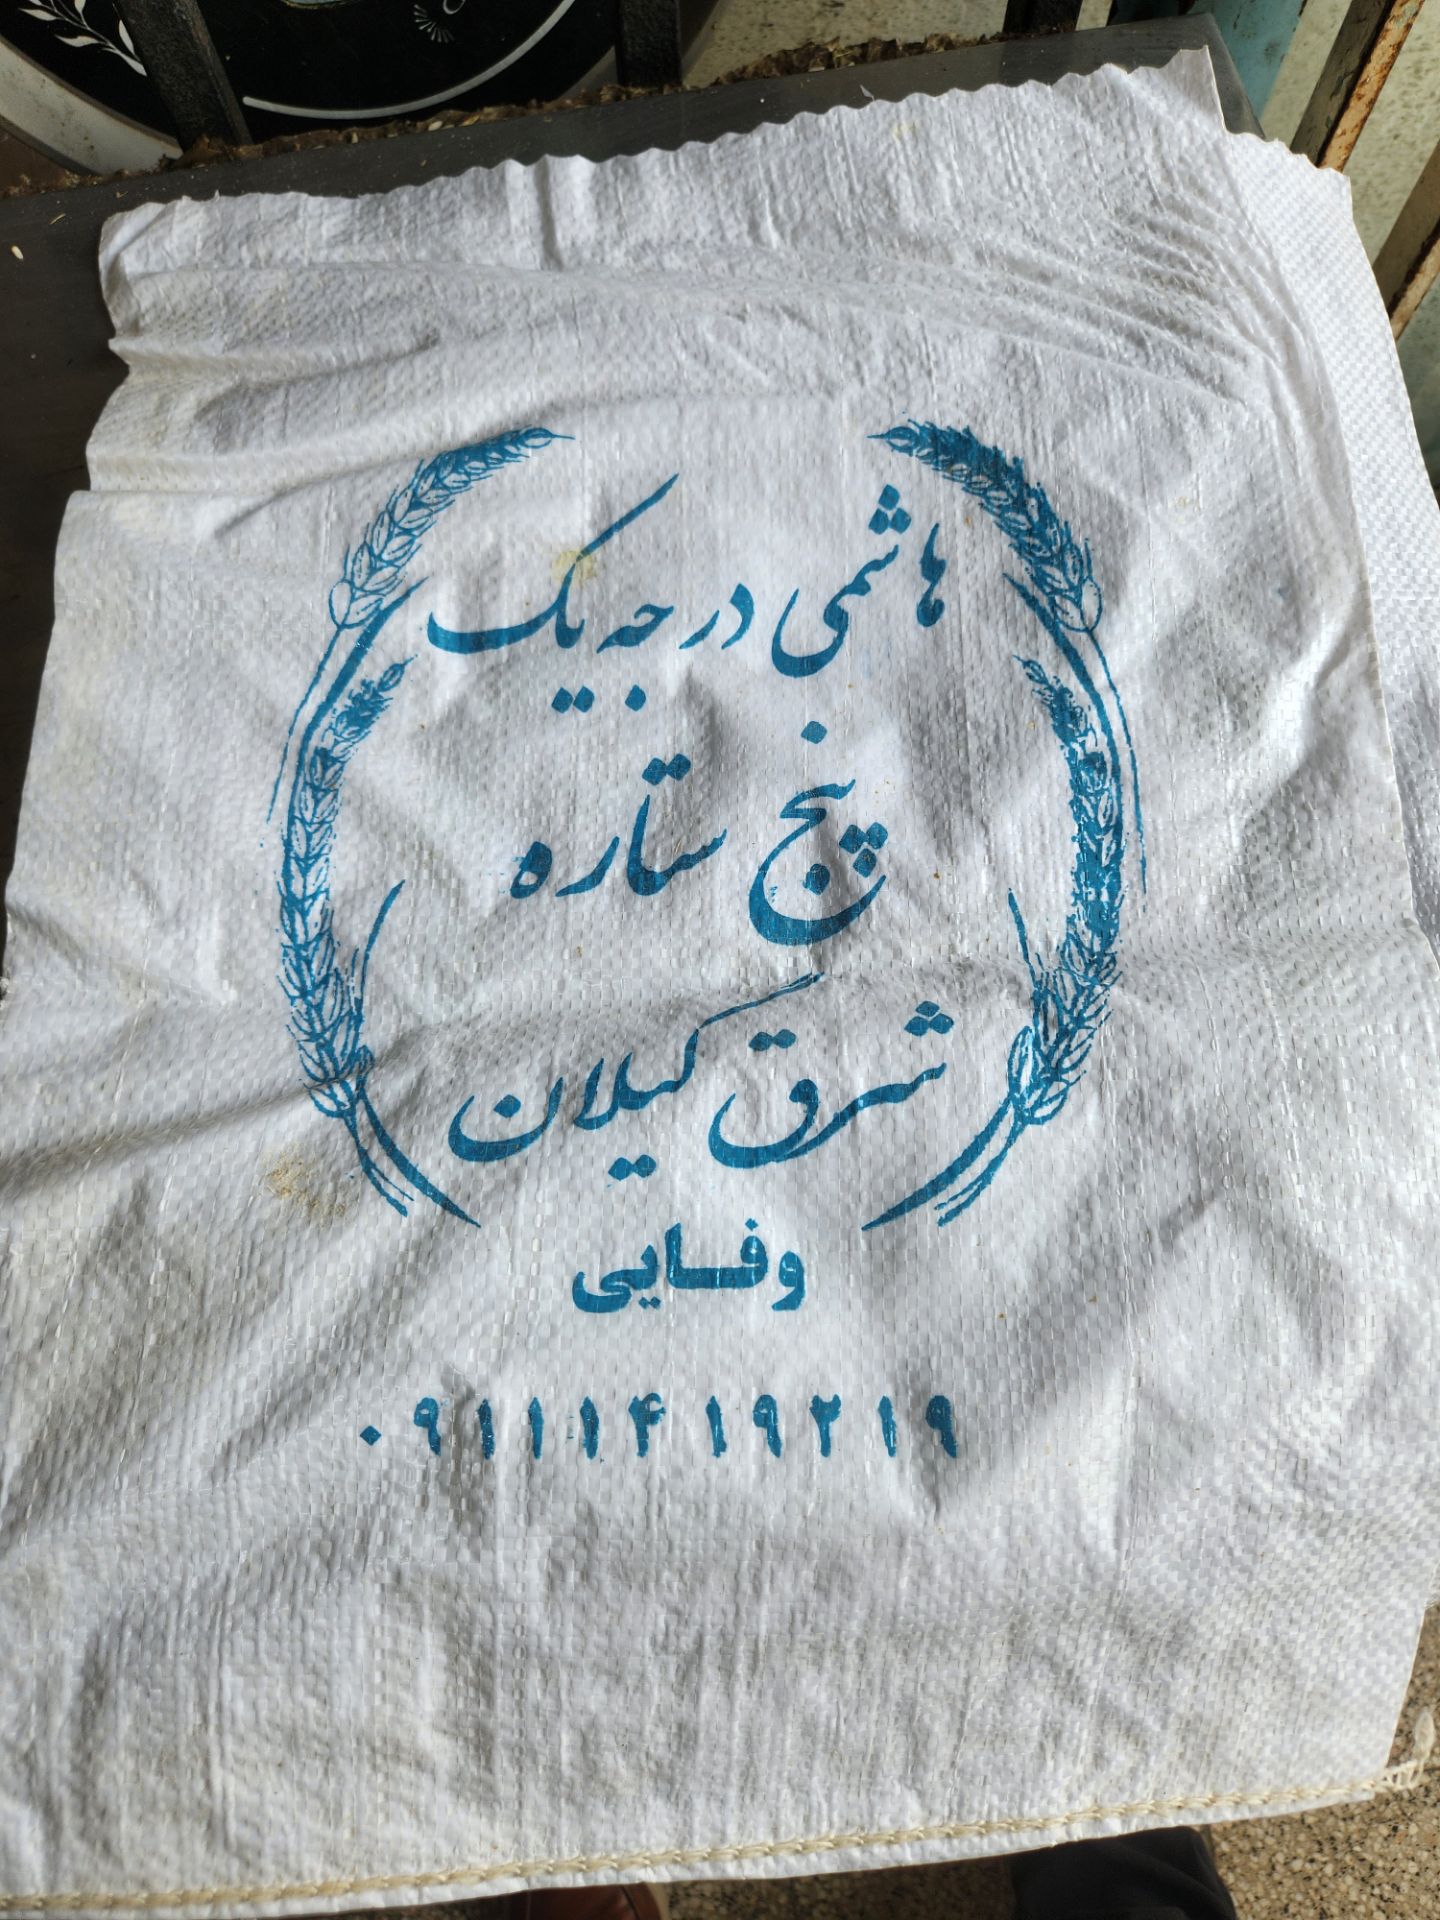 هاشمی درجه یک
پنج ستاره
شرق گیلان
وفایی
۰۹۱۱۱۴۱۹۲۱۹